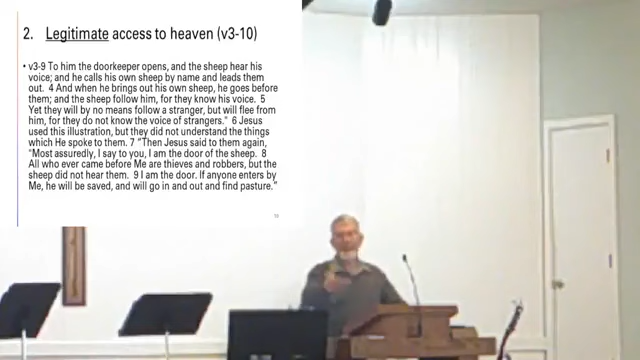 2. Legitimate access to heaven (v3-10)
• v3-9 To him the doorkeeper opens, and the sheep hear his
voice; and he calls his own sheep by name and leads them
out. 4 And when he brings out his own sheep, he goes before
them; and the sheep follow him, for they know his voice. 5
Yet they will by no means follow a stranger, but will flee from
him, for they do not know the voice of strangers." 6 Jesus
used this illustration, but they did not understand the things
which He spoke to them. 7 "Then Jesus said to them again,
"Most assuredly, I say to you, I am the door of the sheep. 8
All who ever came before Me are thieves and robbers, but the
sheep did not hear them. 9 I am the door. If anyone enters by
Me, he will be saved, and will go in and out and find pasture."